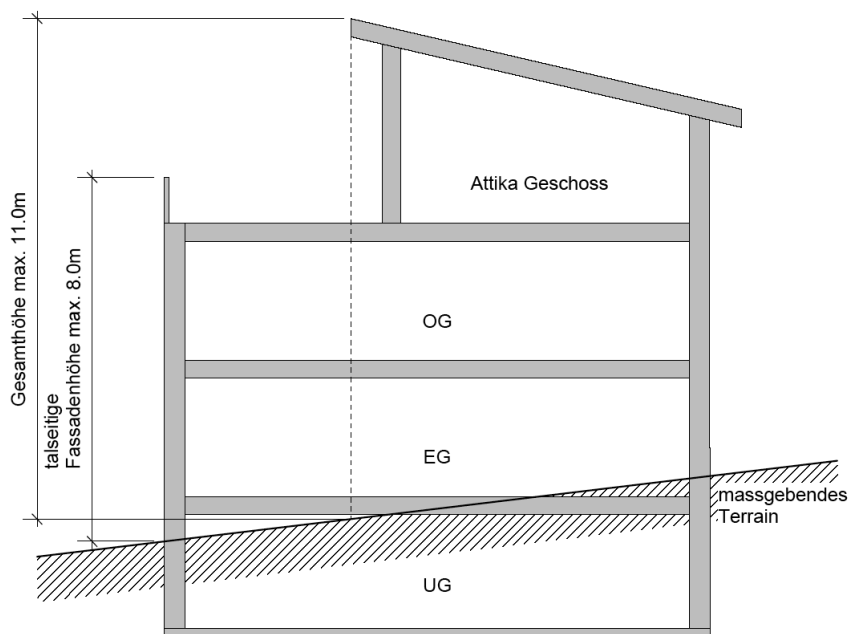 Gesamthöhe max. 11.0m
talseitige
Fassadenhöhe max. 8.0m
Attika Geschoss
OG
EG
massgebendes
Terrain
UG